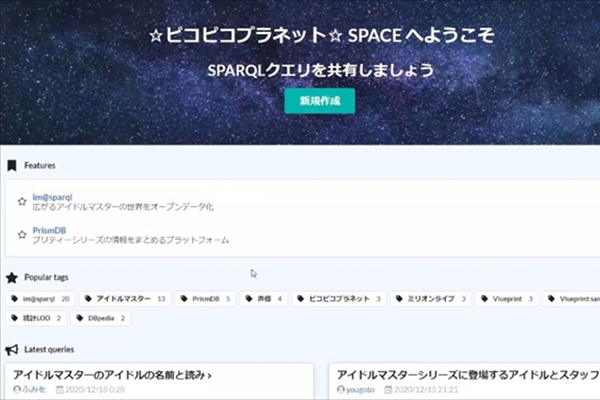 ☆ピコピコプラネット☆ SPACE へようこそ
SPARQLクエリを共有しましょう
新規作成
Features
im@sparql
広がるアイドルマスターの世界をオープンデータ化
PrismDB
プリティーシリーズの情報をまとめるプラットフォーム
Popular tags
im@sparql 20 アイドルマスター 13 PrismDB 5 声優 4 ピコピコプラネット 3 ミリオンライブ 3 Vlueprint 3 Vlueprint:san
統計LOD 2 DBpedia 2
Latest queries
アイドルマスターのアイドルの名前と読み ›
ふみを 2020/12/18 0:28
アイドルマスターシリーズに登場するアイドルとスタッフ
yougoto 2020/12/15 21:21